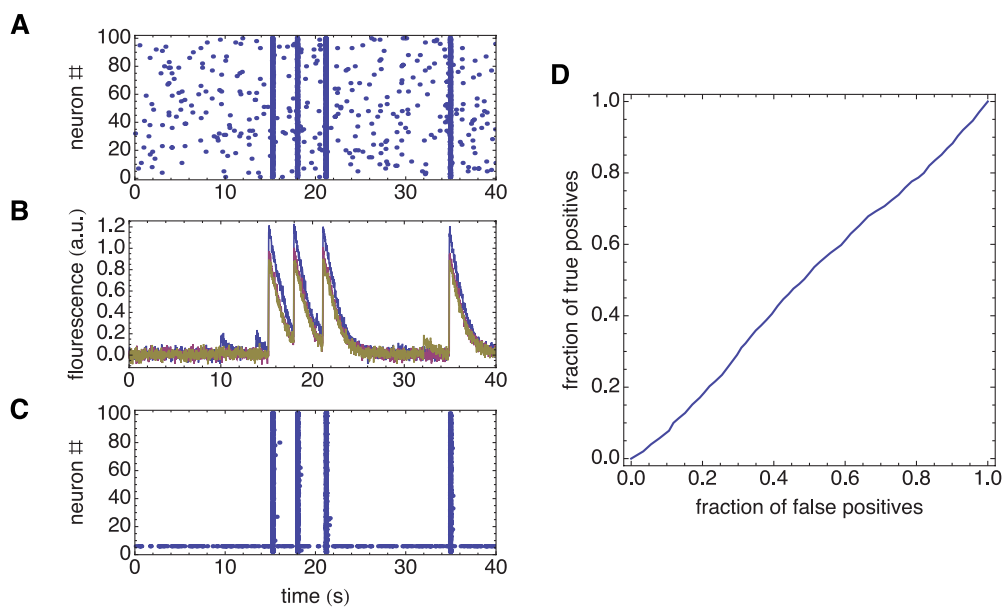 A
100
80
60
40
20
0
neuron #
0 10 20 30 40
B
1.2
1.0
0.8
0.6
0.4
0.2
0.0
flourescence (a.u.)
0 10 20 30 40
C
100
80
60
40
20
0
neuron #
0 10 20 30 40
time (s)
D
1.0
0.8
0.6
0.4
0.2
0.0
fraction of true positives
0.0 0.2 0.4 0.6 0.8 1.0
fraction of false positives